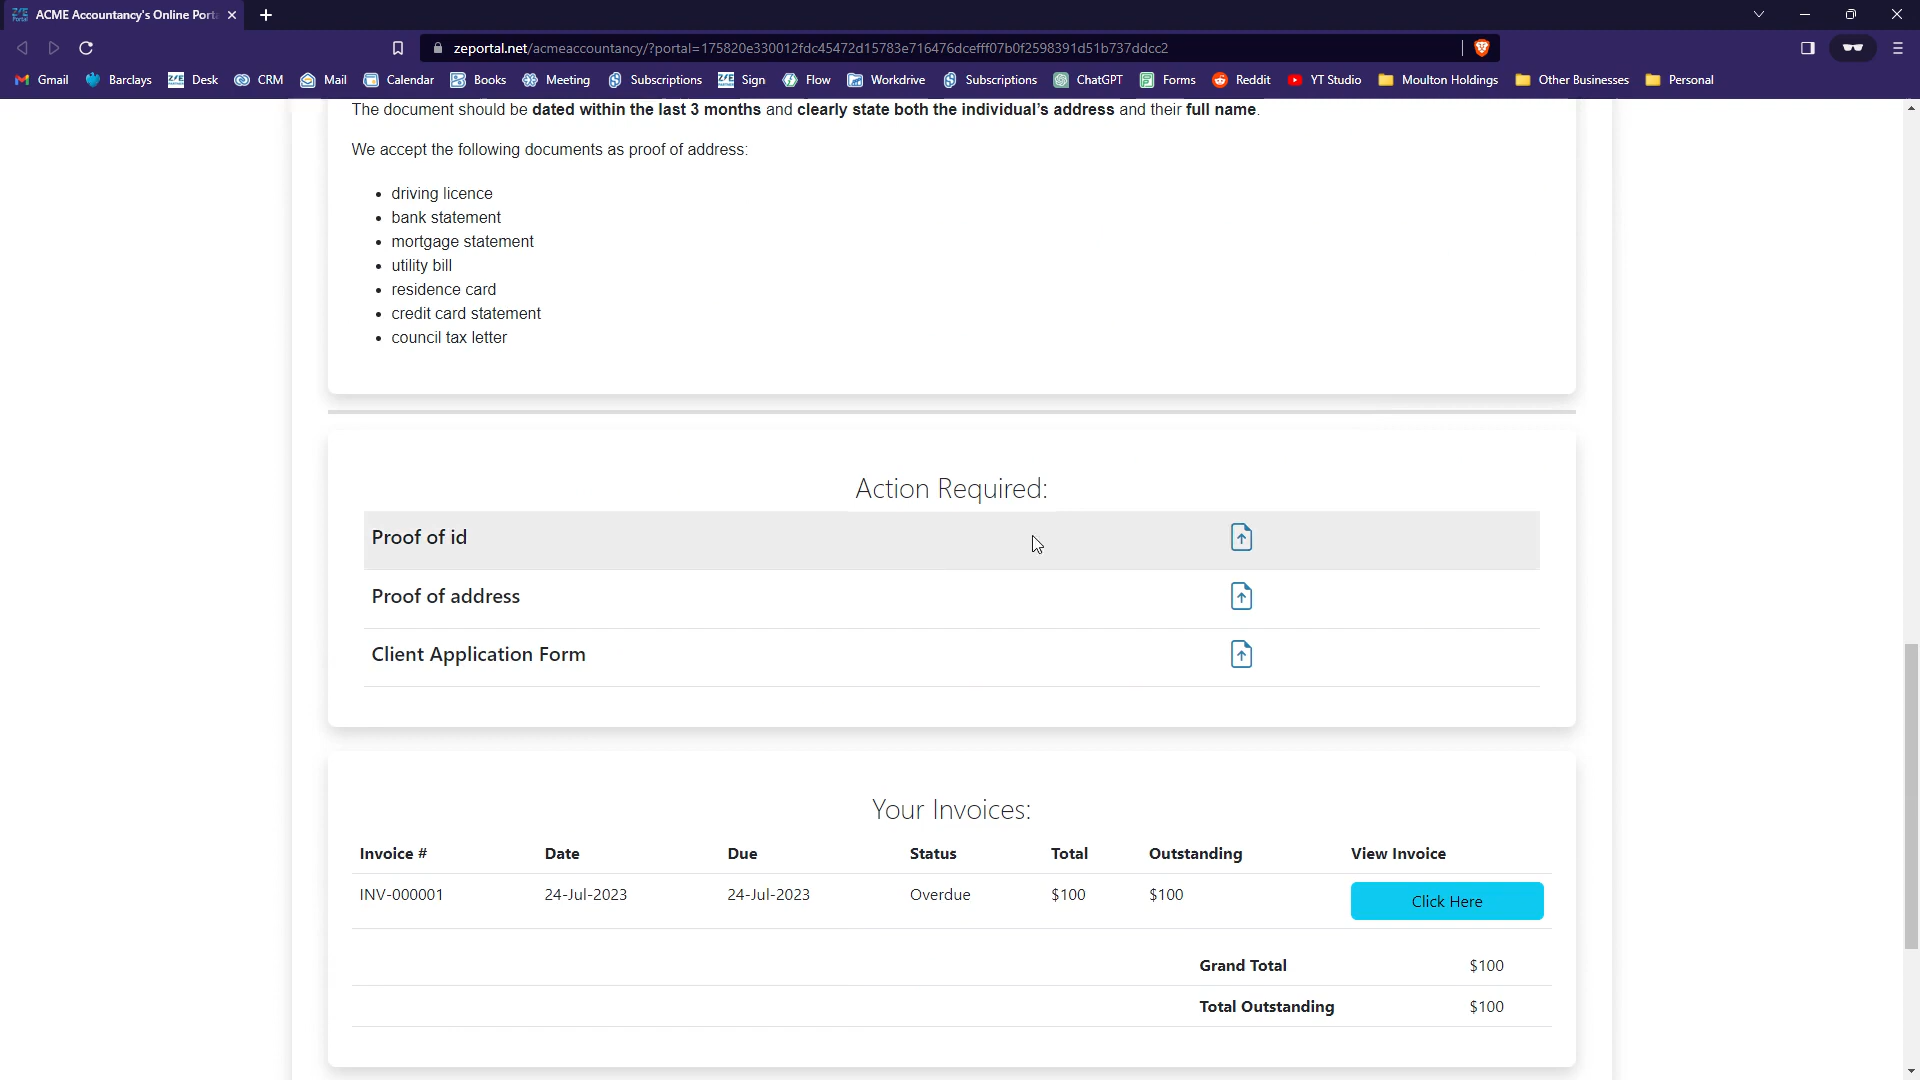 ACME Accountancy's Online Port
zeportal.net/acmeaccountancy/?portal=175820e330012fdc45472d15783e716476dcefff07b0f2598391d51b737ddcc2
Gmail Barclays Desk CRM Mail Calendar Books Meeting Subscriptions Sign Flow Workdrive Subscriptions ChatGPT Forms Reddit YT Studio Moulton Holdings Other Businesses Personal
The document should be dated within the last 3 months and clearly state both the individual's address and their full name.
We accept the following documents as proof of address:
• driving licence
• bank statement
• mortgage statement
• utility bill
• residence card
• credit card statement
• council tax letter
Action Required:
Proof of id
Proof of address
Client Application Form
Your Invoices:
Invoice # Date Due Status Total Outstanding View Invoice
INV-000001 24-Jul-2023 24-Jul-2023 Overdue $100 $100 Click Here
Grand Total $100
Total Outstanding $100